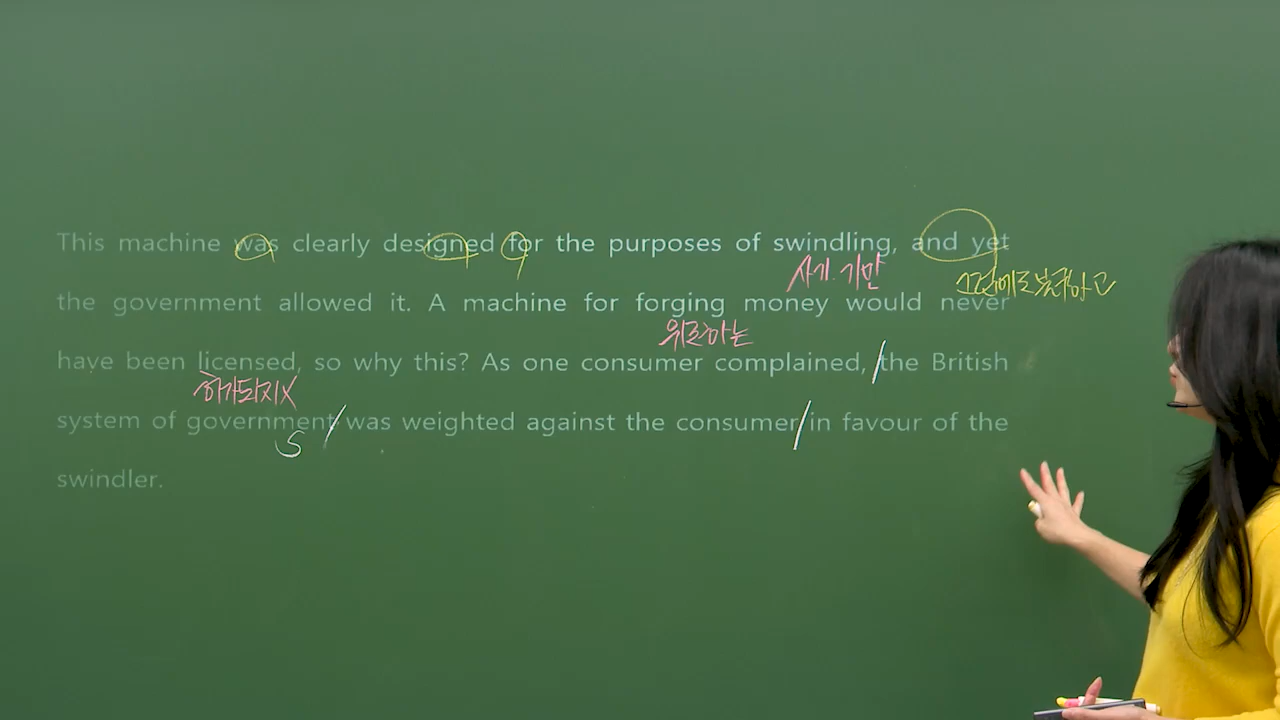 This machine was clearly designed for the purposes of swindling, and yet
사기. 기만
그럼에도 불구하고
the government allowed it. A machine for forging money would never
위조하는
have been licensed, so why this? As one consumer complained, / the British
허가되지X
system of government / was weighted against the consumer / in favour of the
S
swindler.